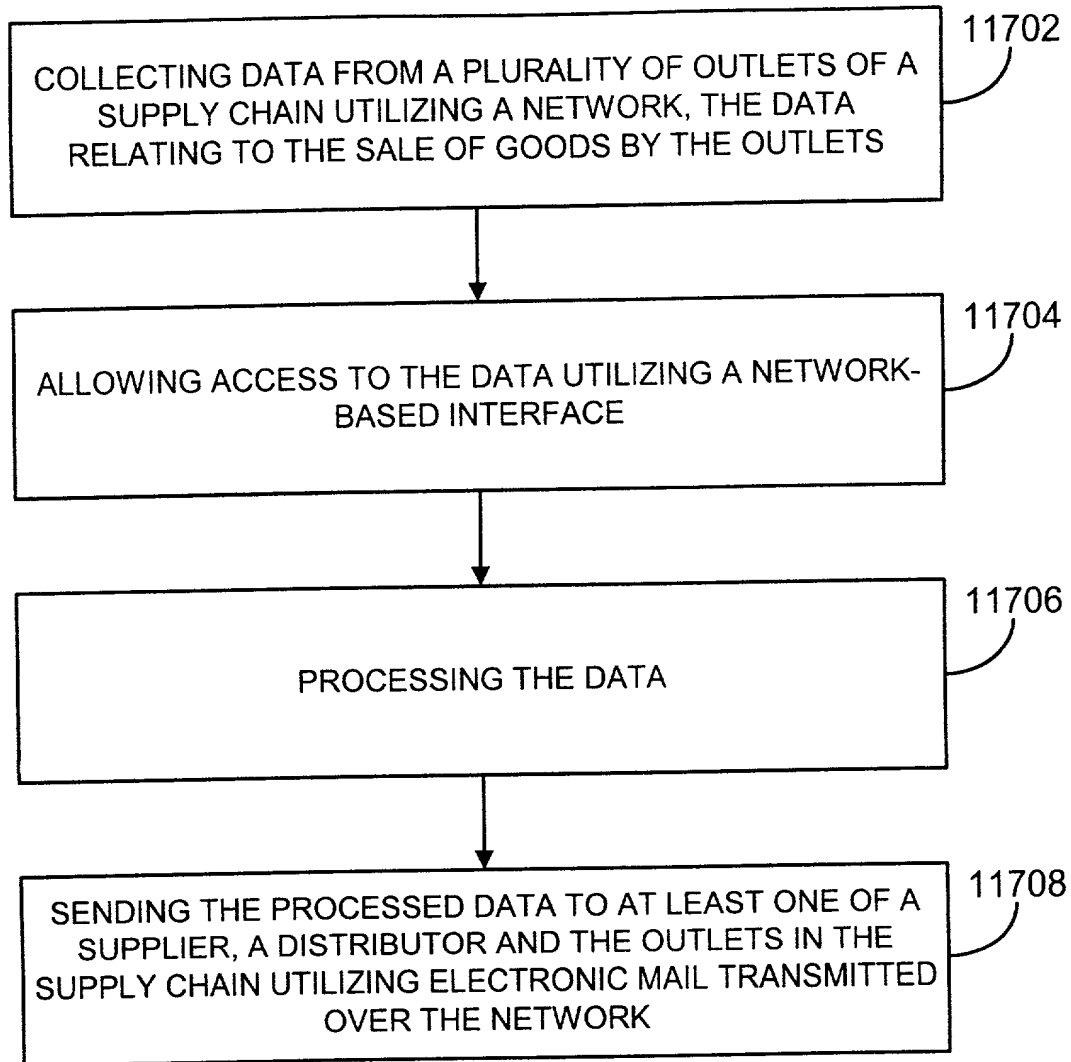 11702
COLLECTING DATA FROM A PLURALITY OF OUTLETS OF A
SUPPLY CHAIN UTILIZING A NETWORK, THE DATA
RELATING TO THE SALE OF GOODS BY THE OUTLETS
11704
ALLOWING ACCESS TO THE DATA UTILIZING A NETWORK-
BASED INTERFACE
11706
PROCESSING THE DATA
11708
SENDING THE PROCESSED DATA TO AT LEAST ONE OF A
SUPPLIER, A DISTRIBUTOR AND THE OUTLETS IN THE
SUPPLY CHAIN UTILIZING ELECTRONIC MAIL TRANSMITTED
OVER THE NETWORK